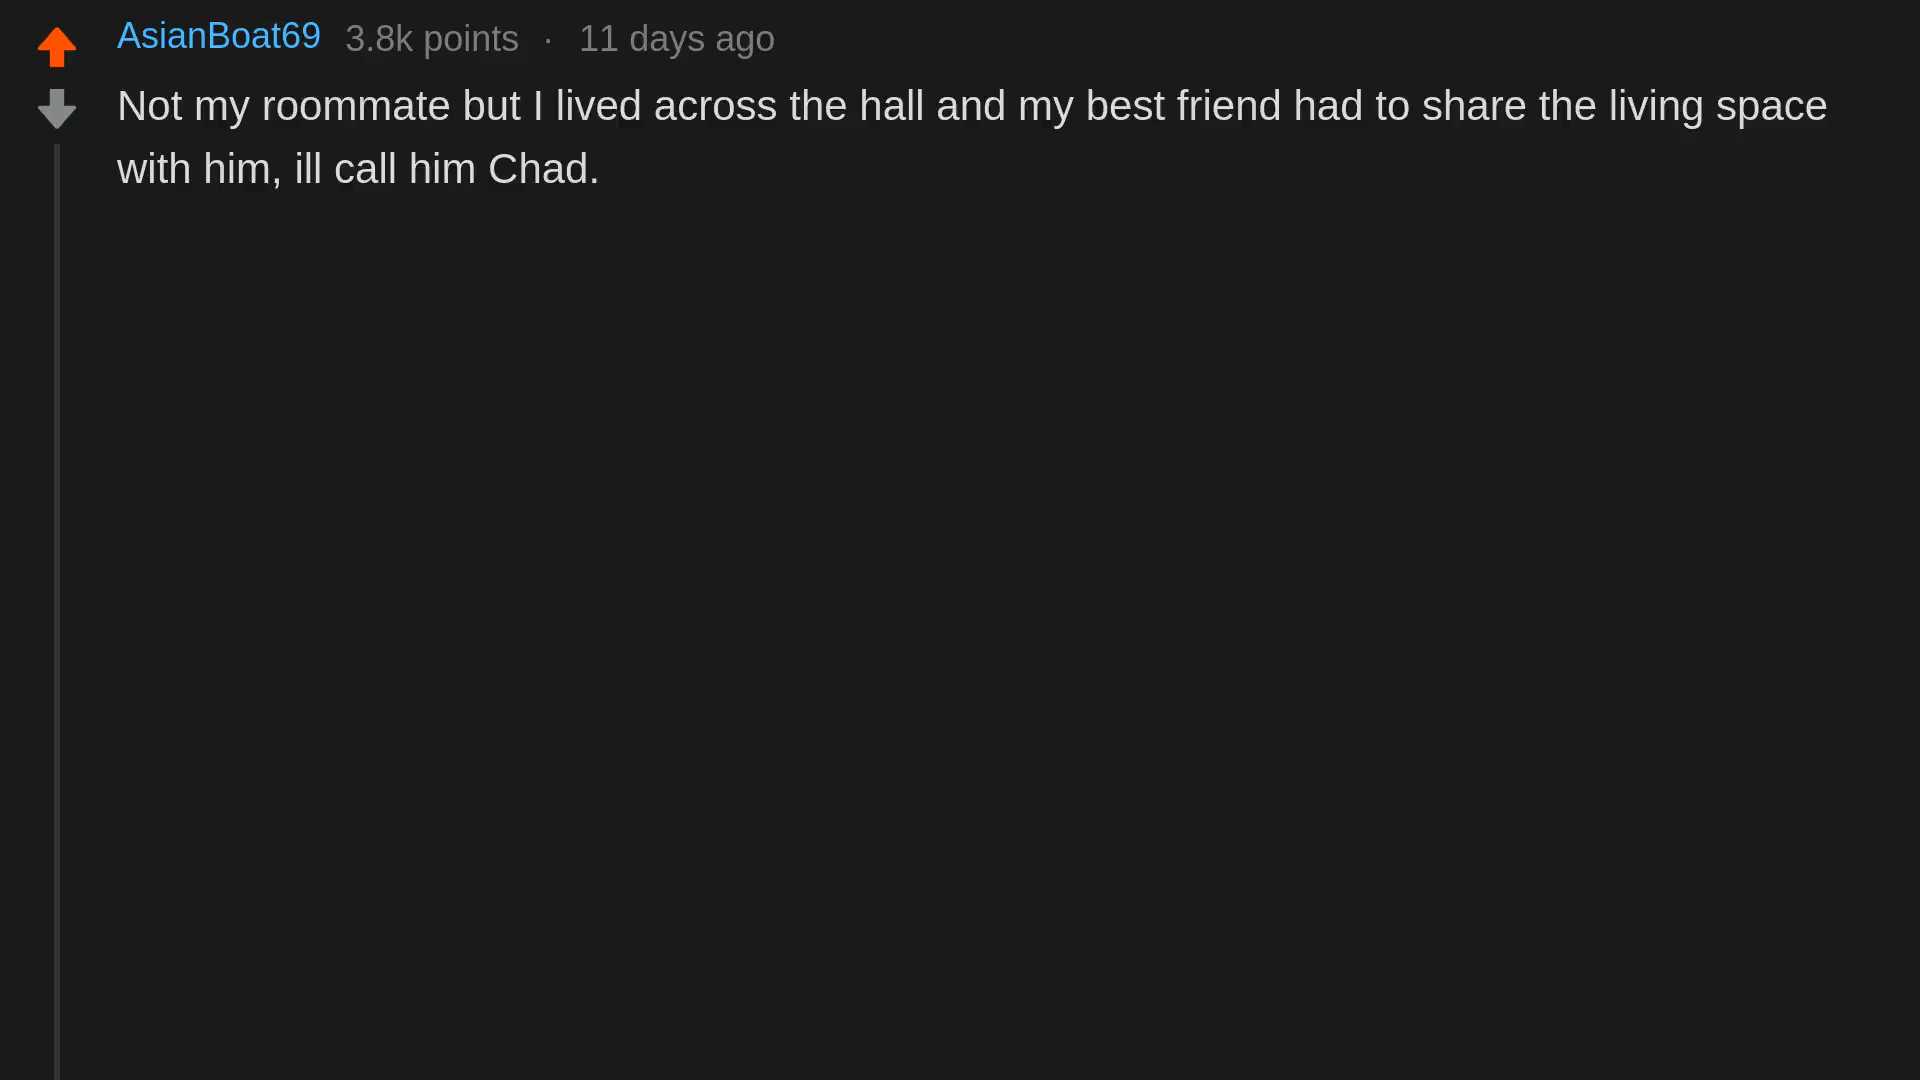 AsianBoat69 3.8k points · 11 days ago
Not my roommate but I lived across the hall and my best friend had to share the living space
with him, ill call him Chad.